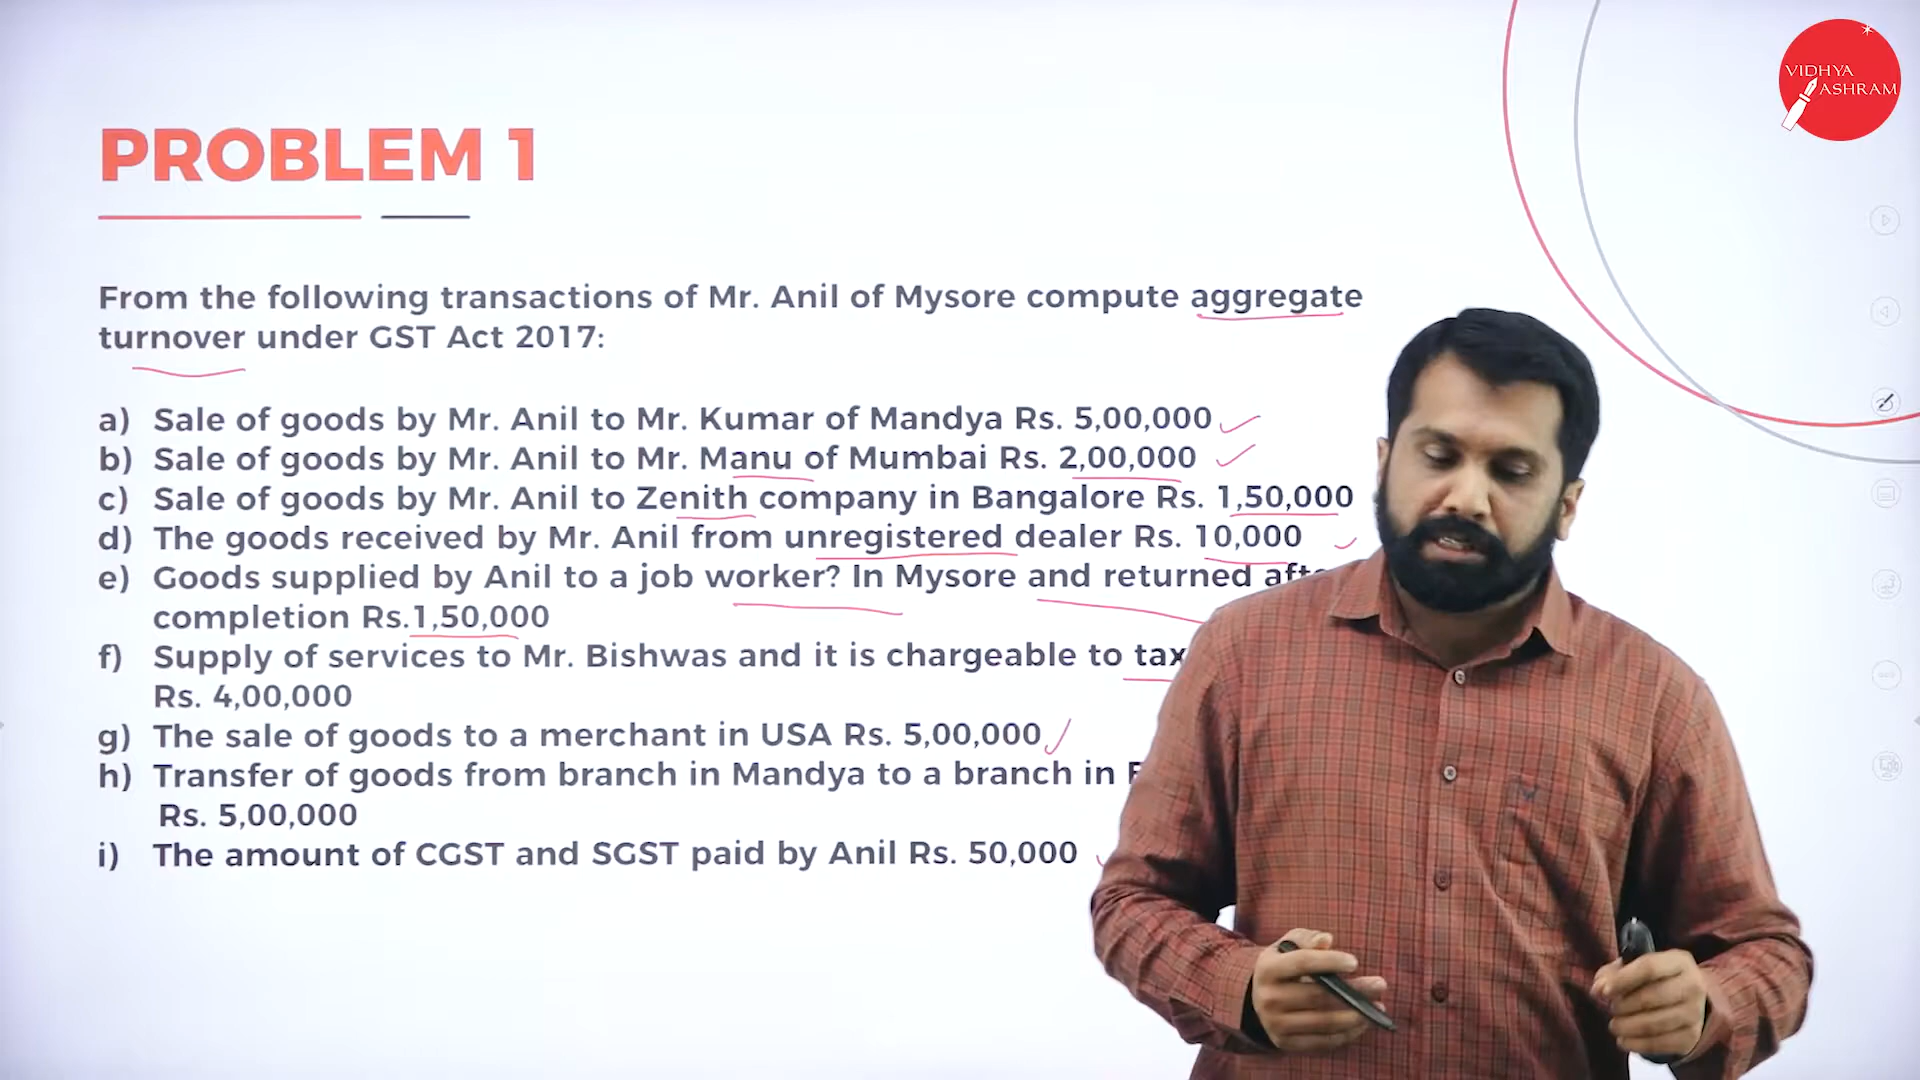 VIDHYA
ASHRAM
PROBLEM 1
From the following transactions of Mr. Anil of Mysore compute aggregate
turnover under GST Act 2017:
a) Sale of goods by Mr. Anil to Mr. Kumar of Mandya Rs. 5,00,000
b) Sale of goods by Mr. Anil to Mr. Manu of Mumbai Rs. 2,00,000
c) Sale of goods by Mr. Anil to Zenith company in Bangalore Rs. 1,50,000
d) The goods received by Mr. Anil from unregistered dealer Rs. 10,000
e) Goods supplied by Anil to a job worker? In Mysore and returned
completion Rs.1,50,000
f) Supply of services to Mr. Bishwas and it is chargeable to tax
Rs. 4,00,000
g) The sale of goods to a merchant in USA Rs. 5,00,000
h) Transfer of goods from branch in Mandya to a branch in
Rs. 5,00,000
i) The amount of CGST and SGST paid by Anil Rs. 50,000